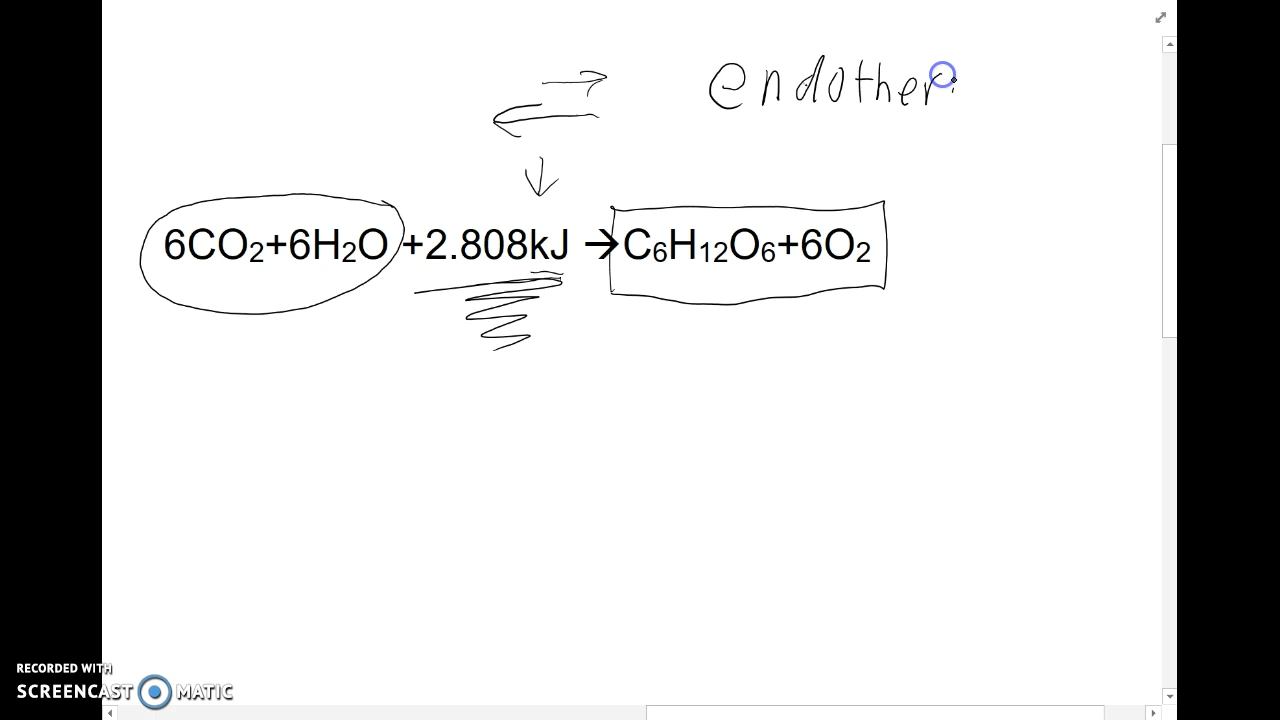 endother
6CO₂+6H₂O +2.808kJ →C₆H₁₂O₆+6O₂
RECORDED WITH
SCREENCAST MATIC